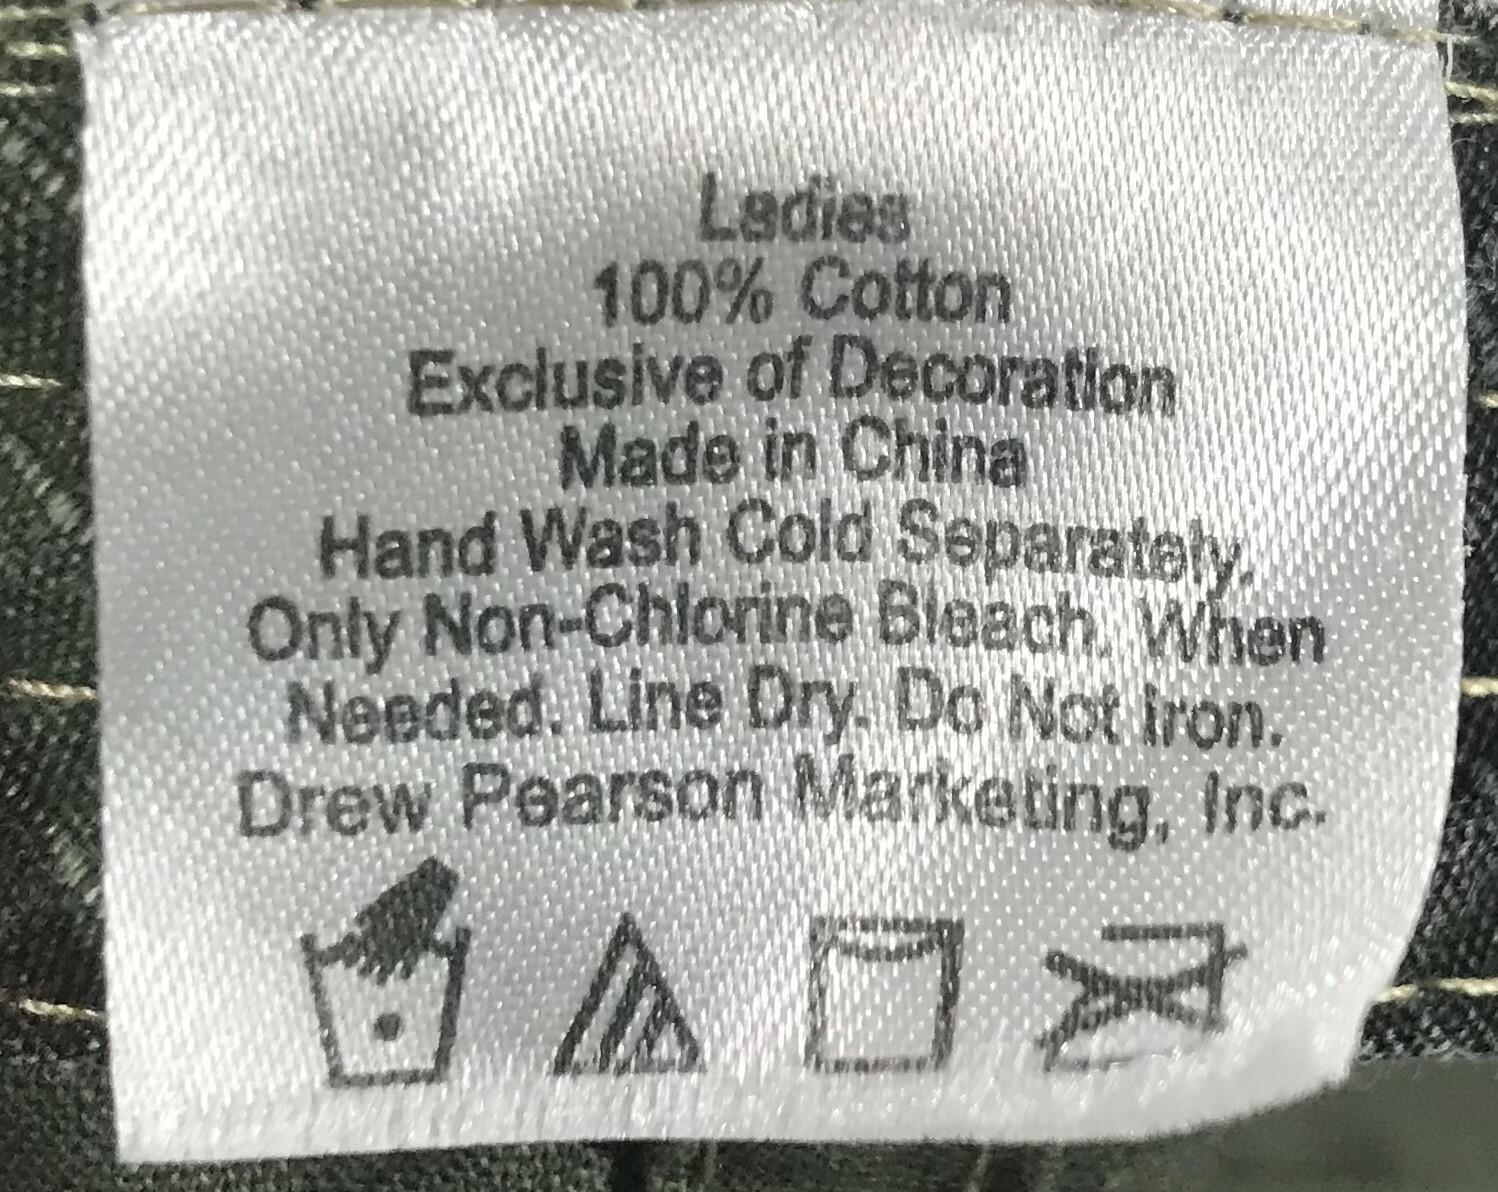 Ladies
100% Cotton
Exclusive of Decoration
Made in China
Hand Wash Cold Separately.
Only Non-Chlorine Bleach. When
Needed. Line Dry. Do Not Iron.
Drew Pearson Marketing, Inc.